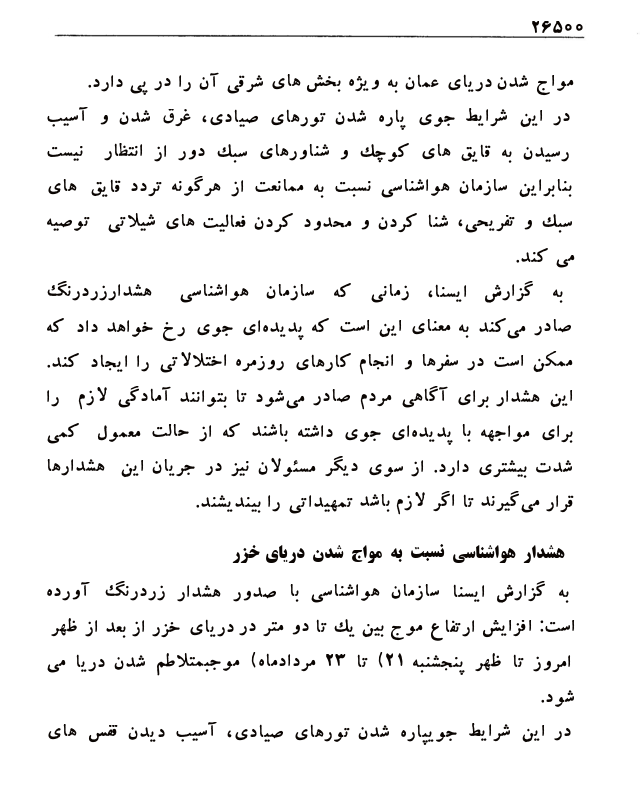 ۲۶۵۰۰
مواج شدن دریای عمان به ویژه بخش های شرقی آن را در پی دارد.
در این شرایط جوی پاره شدن تورهای صیادی، غرق شدن و آسیب
رسیدن به قایق های کوچک و شناورهای سبک دور از انتظار نیست
بنابراین سازمان هواشناسی نسبت به ممانعت از هرگونه تردد قایق های
سبک و تفریحی، شنا کردن و محدود کردن فعالیت های شیلاتی توصیه
می کند.
به گزارش ایسنا، زمانی که سازمان هواشناسی هشدارزردرنگ
صادر می‌کند به معنای این است که پدیده‌ای جوی رخ خواهد داد که
ممکن است در سفرها و انجام کارهای روزمره اختلالاتی را ایجاد کند.
این هشدار برای آگاهی مردم صادر می‌شود تا بتوانند آمادگی لازم را
برای مواجهه با پدیده‌ای جوی داشته باشند که از حالت معمول کمی
شدت بیشتری دارد. از سوی دیگر مسئولان نیز در جریان این هشدارها
قرار می‌گیرند تا اگر لازم باشد تمهیداتی را بیندیشند.
هشدار هواشناسی نسبت به مواج شدن دریای خزر
به گزارش ایسنا سازمان هواشناسی با صدور هشدار زردرنگ آورده
است: افزایش ارتفاع موج بین یک تا دو متر در دریای خزر از بعد از ظهر
امروز تا ظهر پنجشنبه ۲۱) تا ۲۳ مردادماه) موجبمتلاطم شدن دریا می
شود.
در این شرایط جویپاره شدن تورهای صیادی، آسیب دیدن قفس های